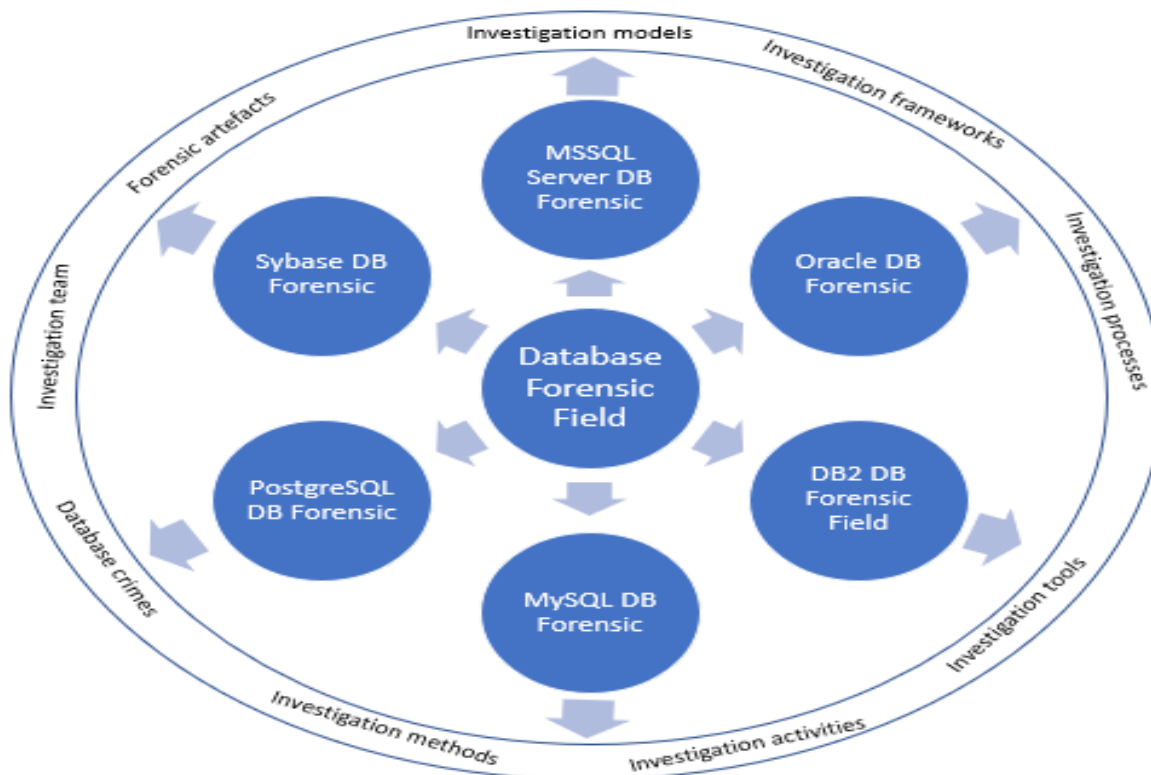 Investigation models
Investigation frameworks
Forensic artefacts
MSSQL
Server DB
Forensic
Sybase DB
Forensic
Oracle DB
Forensic
Investigation processes
Investigation team
Database
Forensic
Field
PostgreSQL
DB Forensic
DB2 DB
Forensic
Field
Database crimes
MySQL DB
Forensic
Investigation tools
Investigation methods
Investigation activities